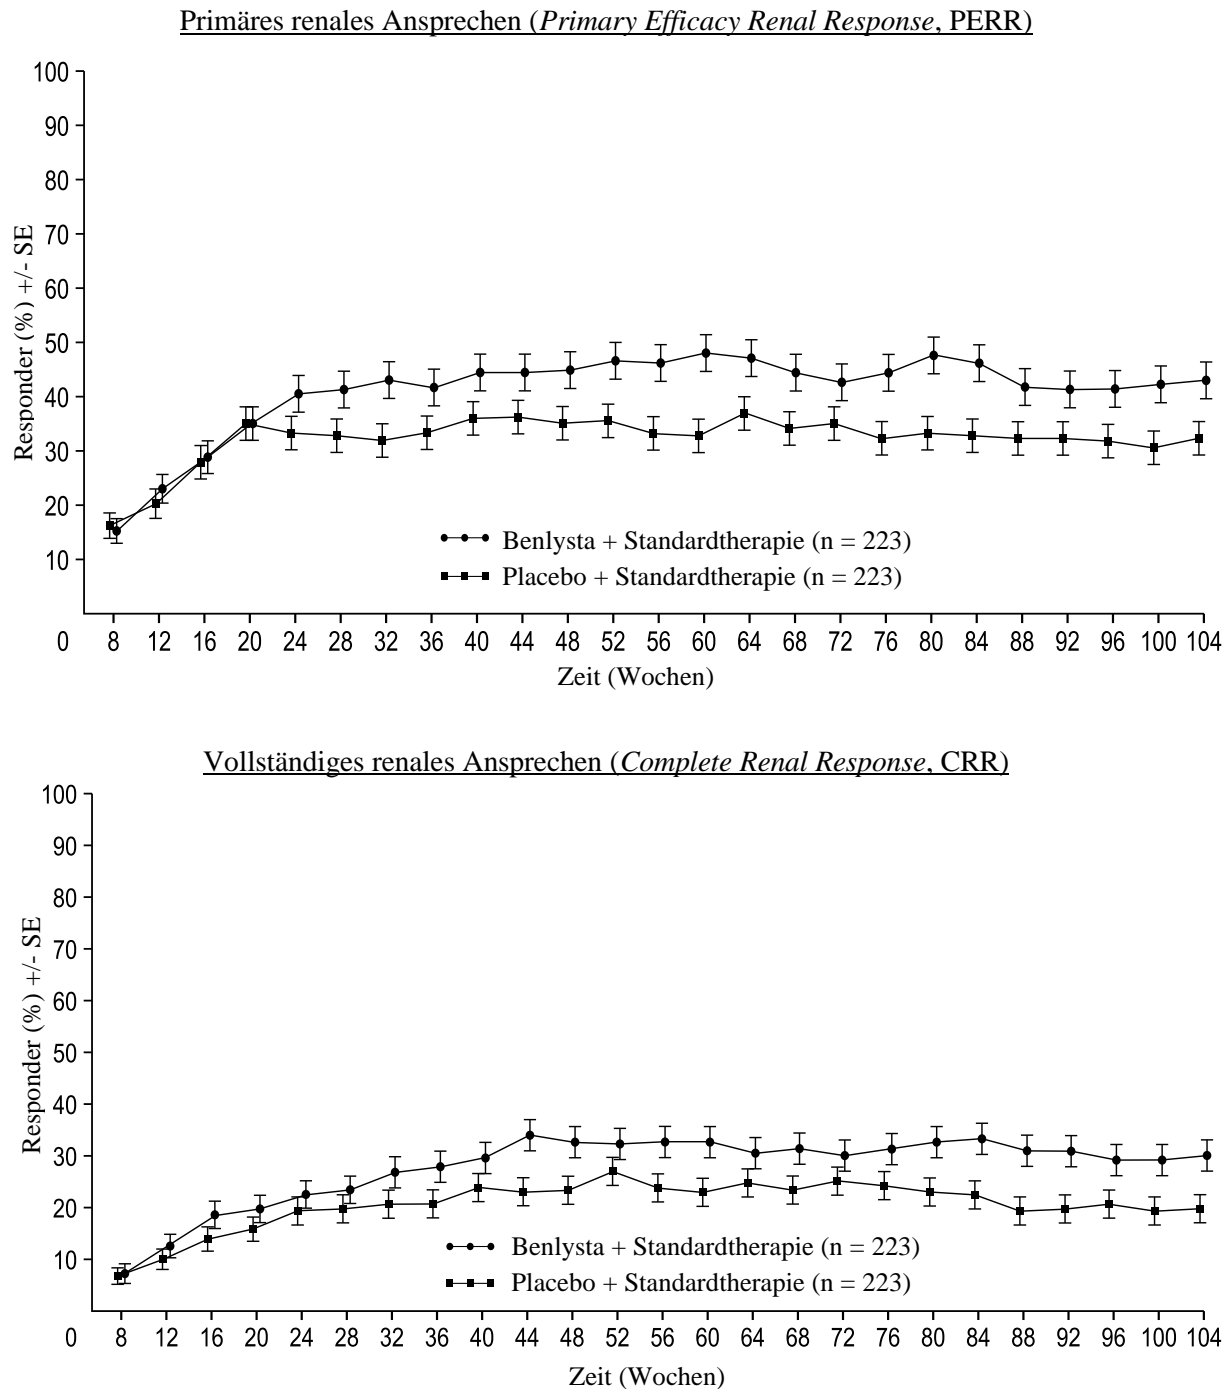 Primäres renales Ansprechen (Primary Efficacy Renal Response, PERR)
100
90
80
70
60
50
40
30
20
10
0
Responder (%) +/- SE
Benlysta + Standardtherapie (n = 223)
Placebo + Standardtherapie (n = 223)
8 12 16 20 24 28 32 36 40 44 48 52 56 60 64 68 72 76 80 84 88 92 96 100 104
Zeit (Wochen)
Vollständiges renales Ansprechen (Complete Renal Response, CRR)
100
90
80
70
60
50
40
30
20
10
0
Responder (%) +/- SE
Benlysta + Standardtherapie (n = 223)
Placebo + Standardtherapie (n = 223)
8 12 16 20 24 28 32 36 40 44 48 52 56 60 64 68 72 76 80 84 88 92 96 100 104
Zeit (Wochen)